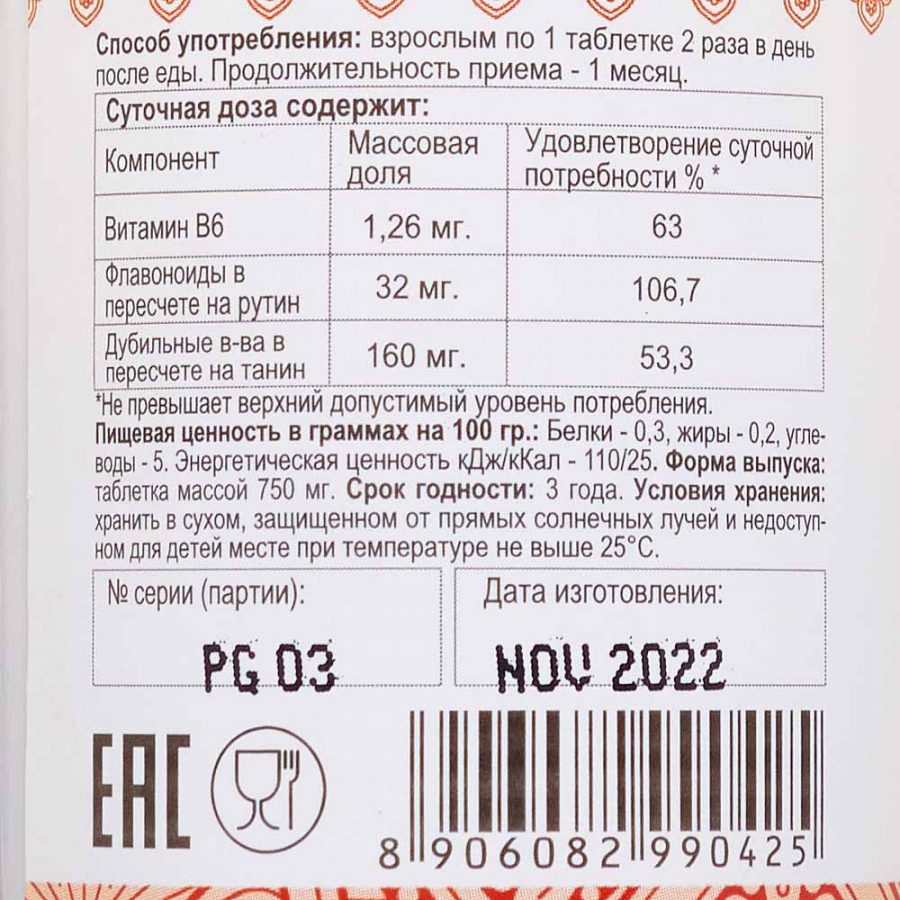 Способ употребления: взрослым по 1 таблетке 2 раза в день
после еды. Продолжительность приема - 1 месяц.
Суточная доза содержит:
Компонент
Массовая
доля
Удовлетворение суточной
потребности % *
Витамин В6
1,26 мг.
63
Флавоноиды в
пересчете на рутин
32 мг.
106,7
Дубильные в-ва в
пересчете на танин
160 мг.
53,3
*Не превышает верхний допустимый уровень потребления.
Пищевая ценность в граммах на 100 гр.: Белки - 0,3, жиры - 0,2, угле-
воды - 5. Энергетическая ценность кДж/кКал - 110/25. Форма выпуска:
таблетка массой 750 мг. Срок годности: 3 года. Условия хранения:
хранить в сухом, защищенном от прямых солнечных лучей и недоступ-
ном для детей месте при температуре не выше 25°С.
№ серии (партии):
PG 03
Дата изготовления:
NOV 2022
EAC
8 906082 990425